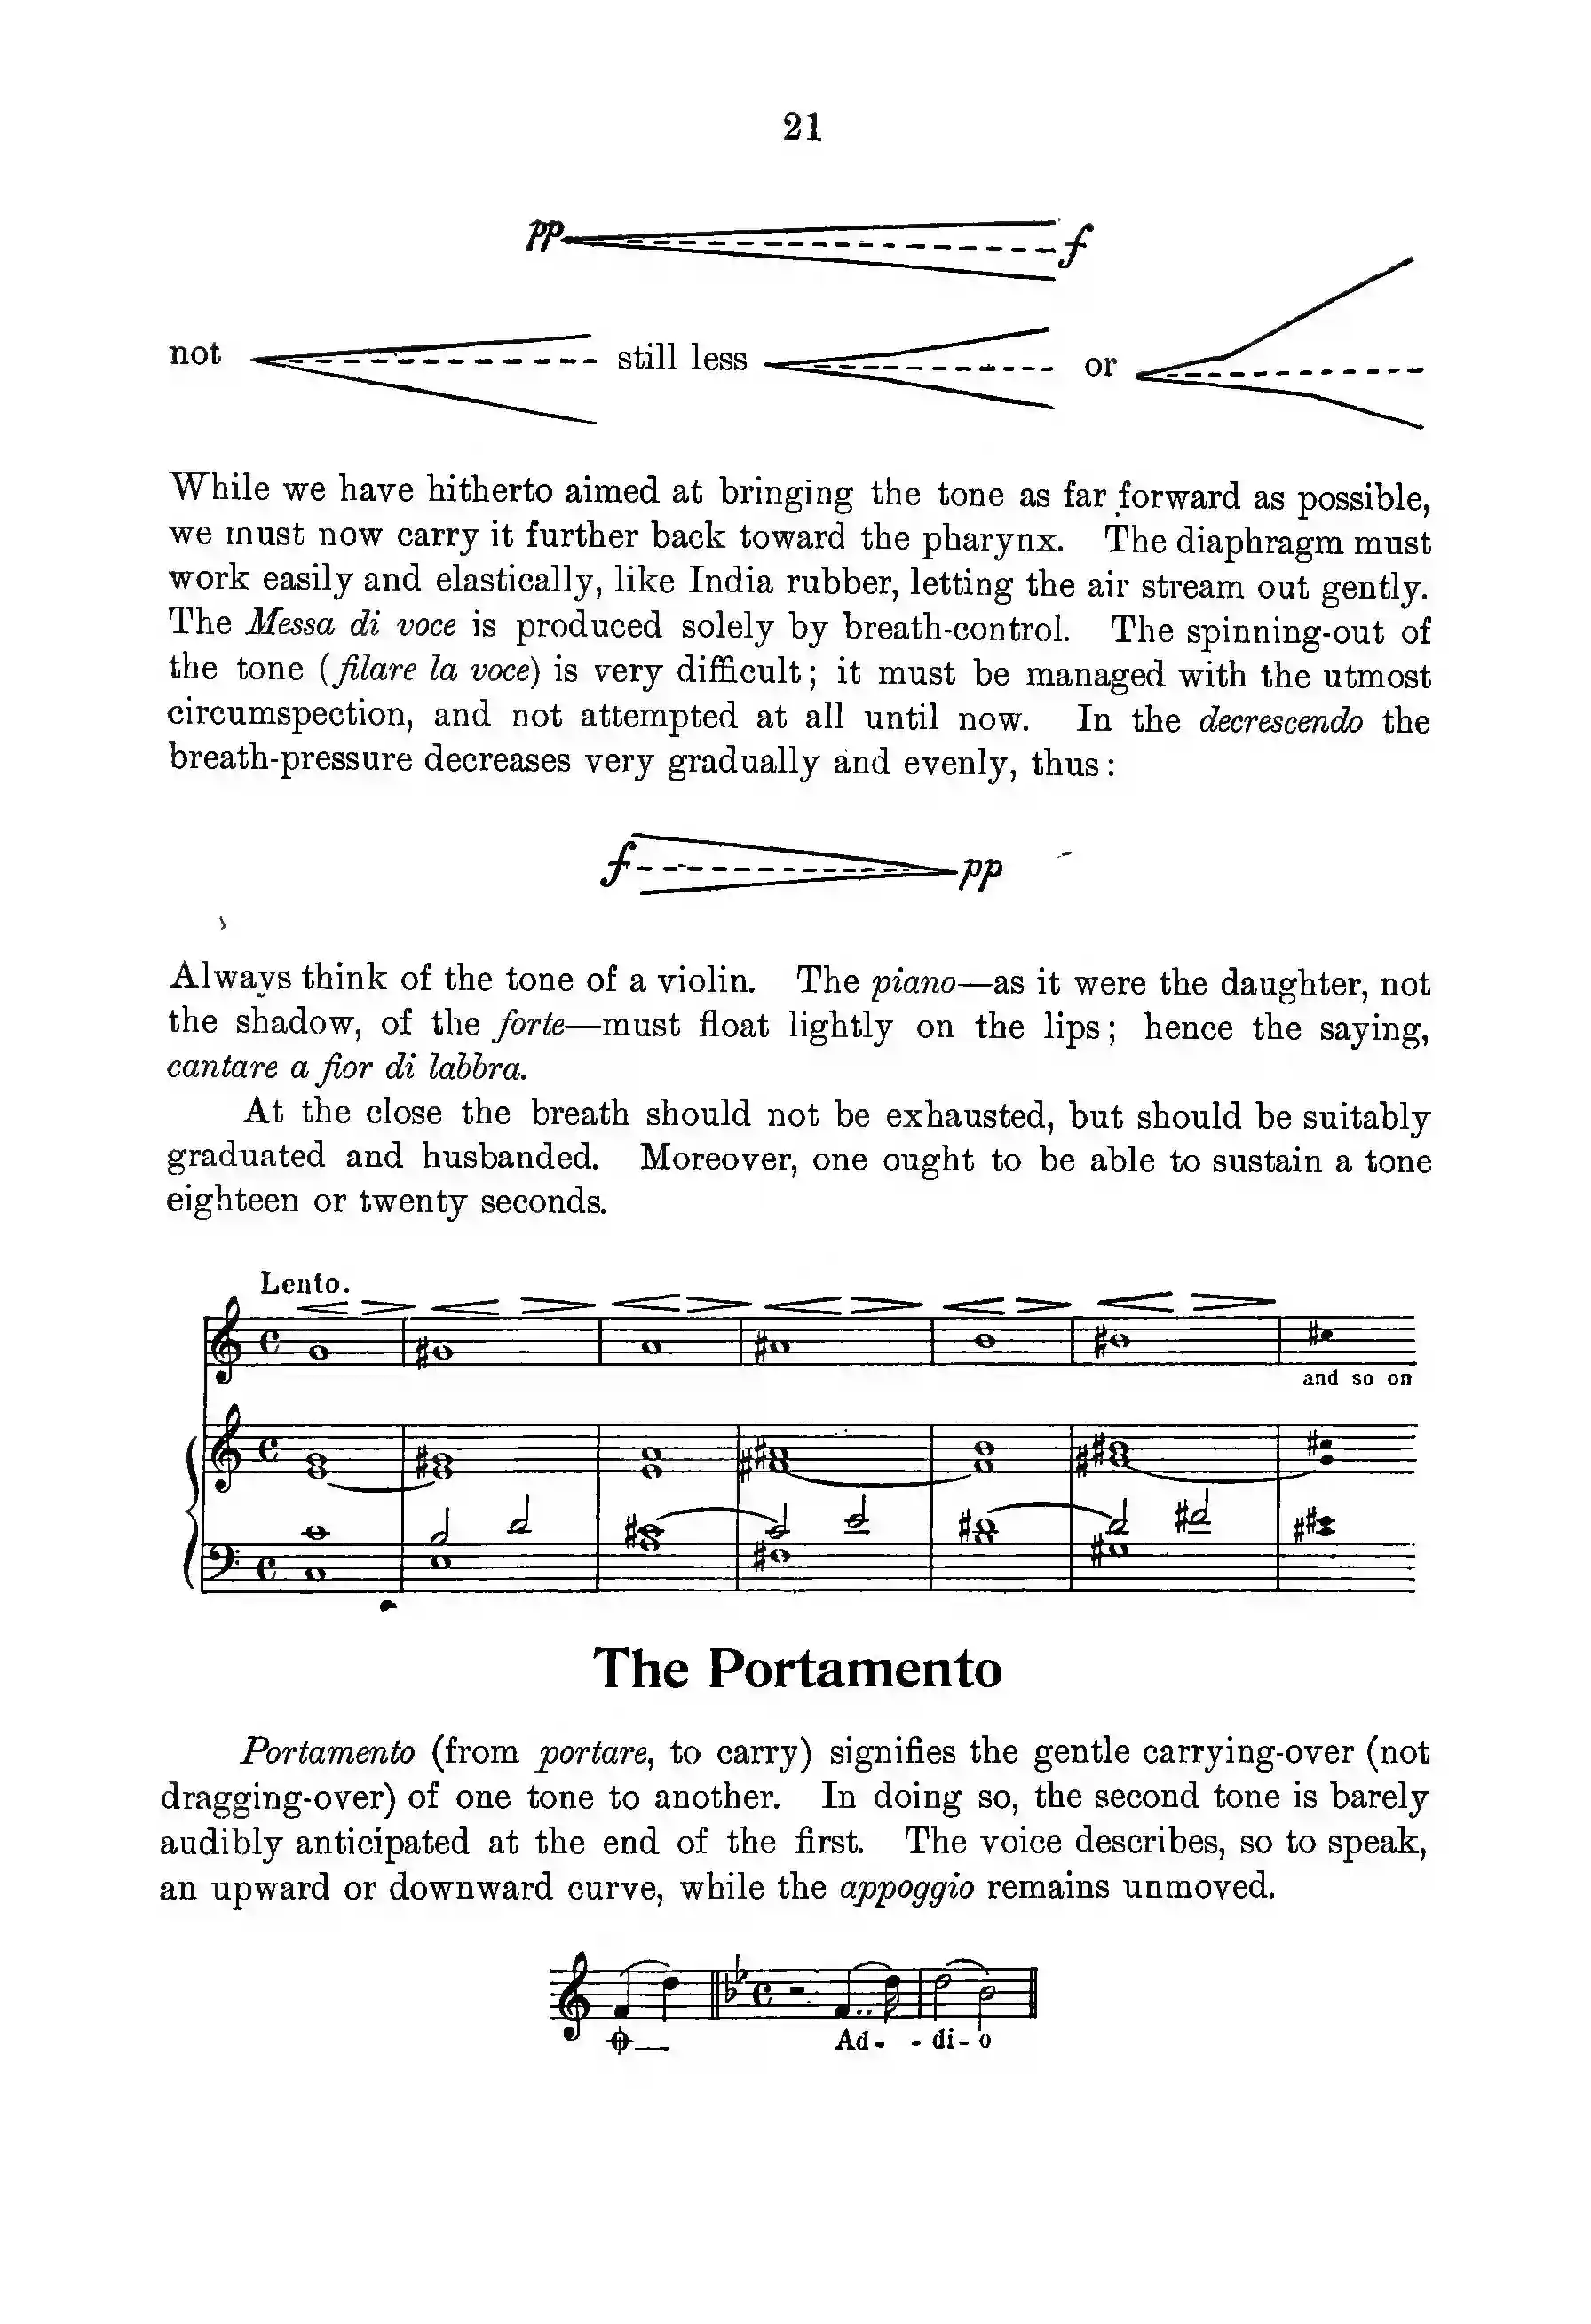 21
pp f
not still less or
While we have hitherto aimed at bringing the tone as far forward as possible,
we must now carry it further back toward the pharynx. The diaphragm must
work easily and elastically, like India rubber, letting the air stream out gently.
The Messa di voce is produced solely by breath-control. The spinning-out of
the tone (filare la voce) is very difficult; it must be managed with the utmost
circumspection, and not attempted at all until now. In the decrescendo the
breath-pressure decreases very gradually and evenly, thus:
f pp
Always think of the tone of a violin. The piano—as it were the daughter, not
the shadow, of the forte—must float lightly on the lips; hence the saying,
cantare a fior di labbra.
At the close the breath should not be exhausted, but should be suitably
graduated and husbanded. Moreover, one ought to be able to sustain a tone
eighteen or twenty seconds.
Lento.
and so on
The Portamento
Portamento (from portare, to carry) signifies the gentle carrying-over (not
dragging-over) of one tone to another. In doing so, the second tone is barely
audibly anticipated at the end of the first. The voice describes, so to speak,
an upward or downward curve, while the appoggio remains unmoved.
Ad- - di- o